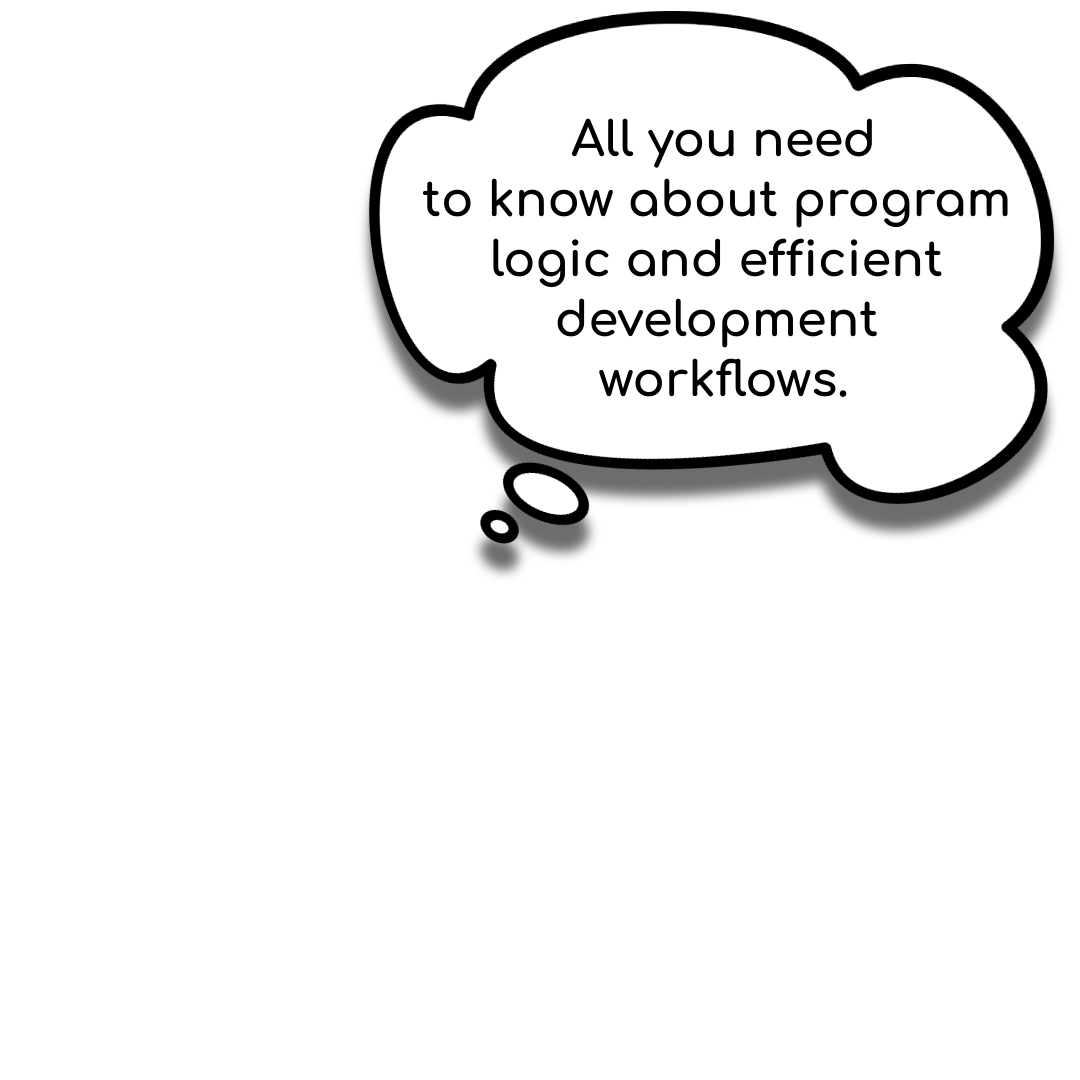 All you need
to know about program
logic and efficient
development
workflows.